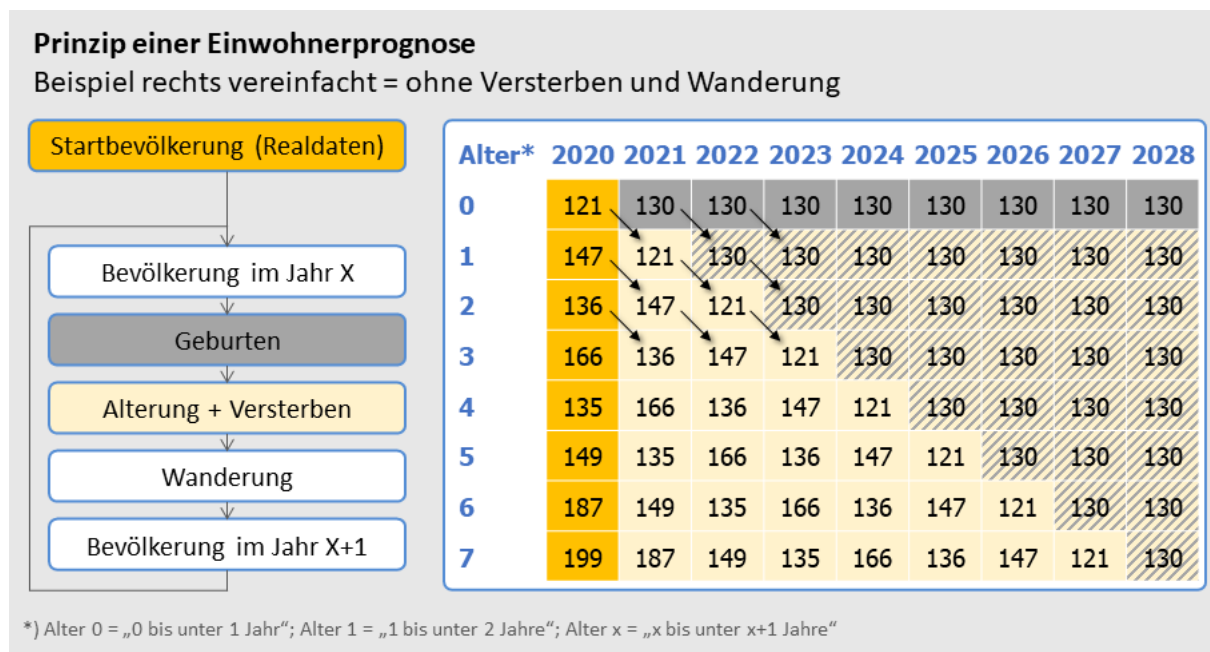 Prinzip einer Einwohnerprognose
Beispiel rechts vereinfacht = ohne Versterben und Wanderung
Startbevölkerung (Realdaten)
Bevölkerung im Jahr X
Geburten
Alterung + Versterben
Wanderung
Bevölkerung im Jahr X+1
Alter* 2020 2021 2022 2023 2024 2025 2026 2027 2028
0 121 130 130 130 130 130 130 130 130
1 147 121 130 130 130 130 130 130 130
2 136 147 121 130 130 130 130 130 130
3 166 136 147 121 130 130 130 130 130
4 135 166 136 147 121 130 130 130 130
5 149 135 166 136 147 121 130 130 130
6 187 149 135 166 136 147 121 130 130
7 199 187 149 135 166 136 147 121 130
*) Alter 0 = „0 bis unter 1 Jahr“; Alter 1 = „1 bis unter 2 Jahre“; Alter x = „x bis unter x+1 Jahre“